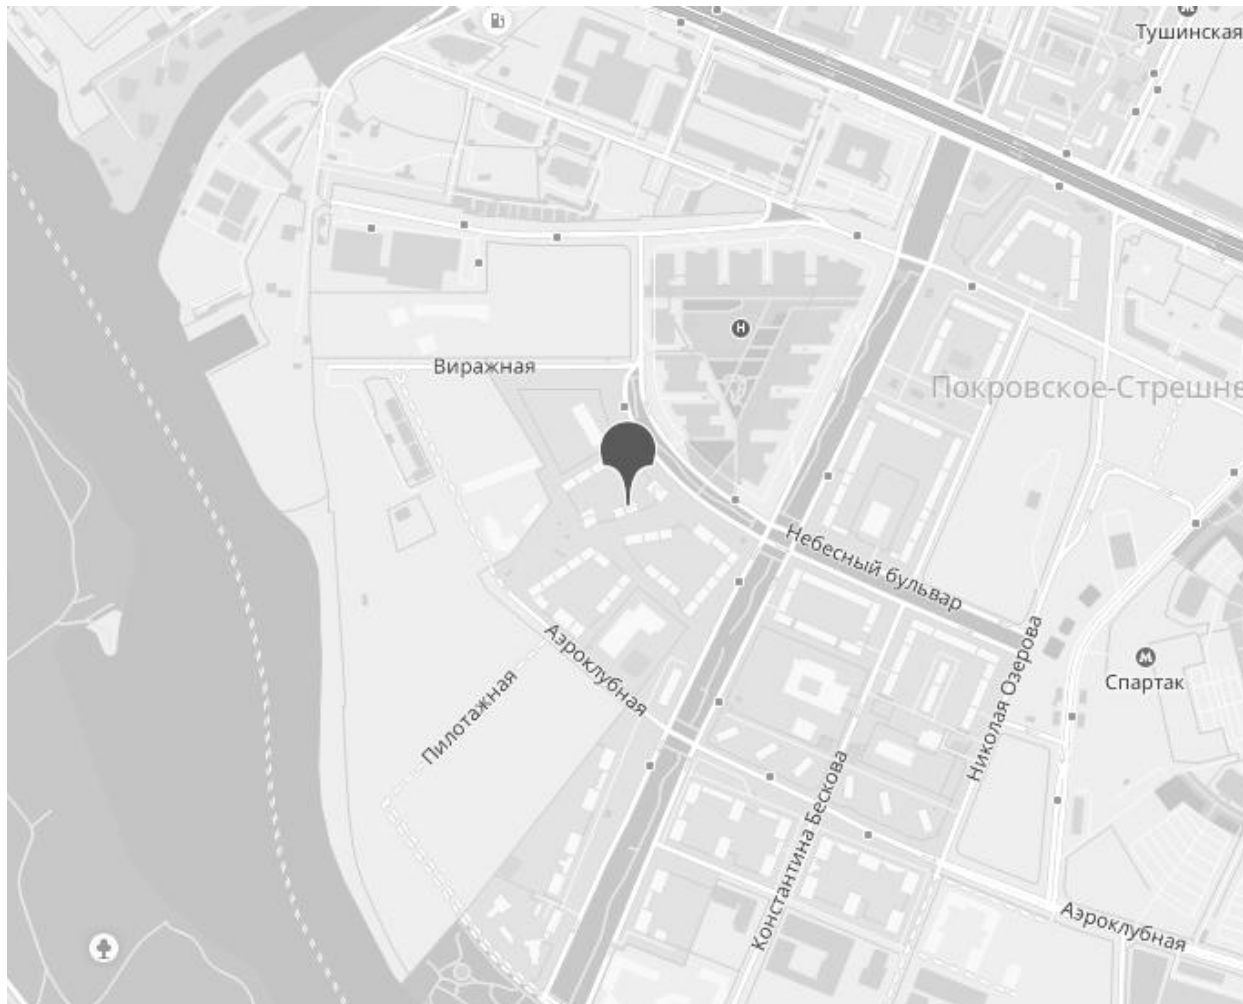 Тушинская
М
Н
Виражная
Покровское-Стрешне
Небесный бульвар
Николая Озерова
М
Спартак
Аэроклубная
Пилотажная
Константина Бескова
Аэроклубная